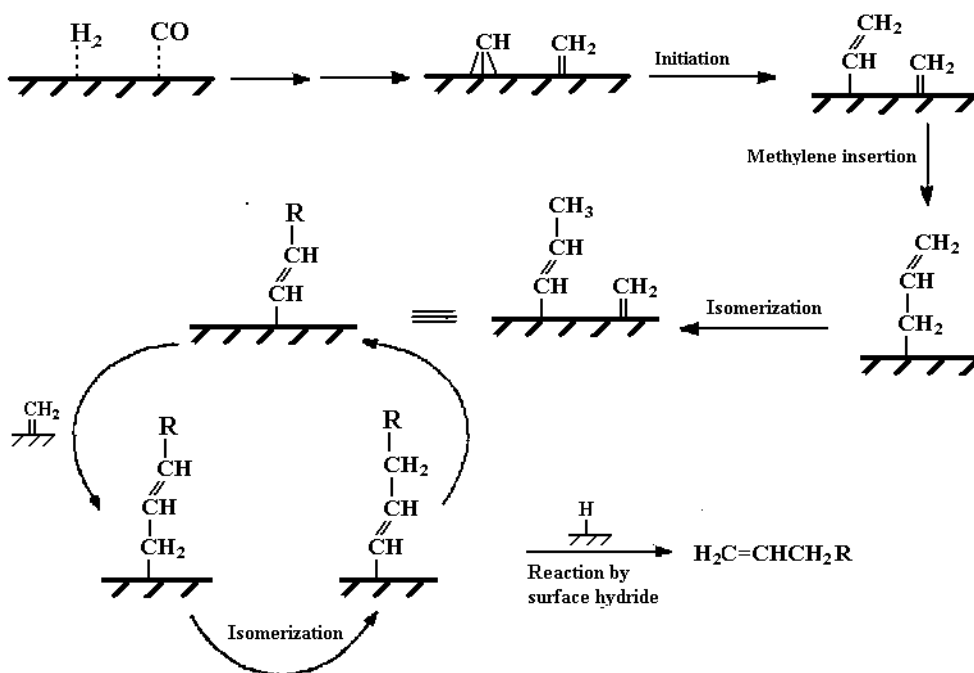 H₂ CO
CH CH₂
Initiation
CH₂
CH CH₂
Methylene insertion
R
CH
CH
CH₃
CH
CH CH₂
Isomerization
CH₂
CH
CH₂
CH₂
R
CH
CH
CH₂
R
CH₂
CH
CH
Isomerization
H
Reaction by
surface hydride
H₂C=CHCH₂R